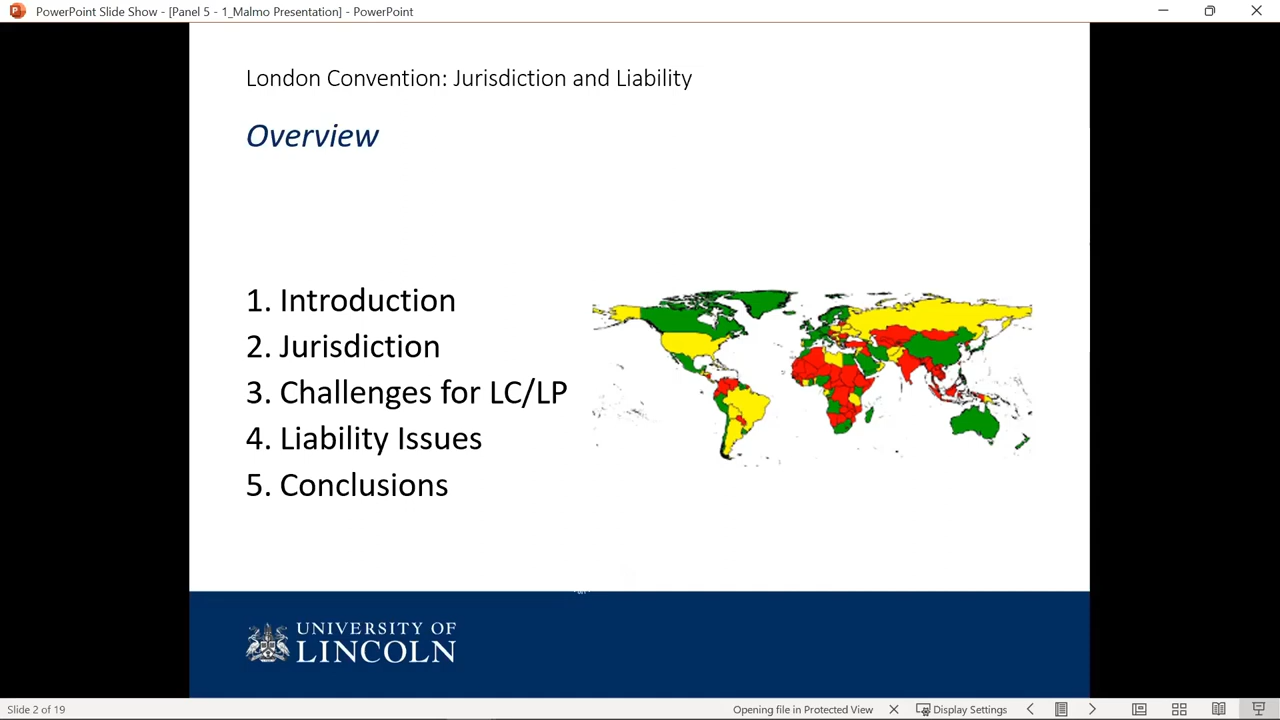 PowerPoint Slide Show - [Panel 5 - 1_Malmo Presentation] - PowerPoint
London Convention: Jurisdiction and Liability
Overview
1. Introduction
2. Jurisdiction
3. Challenges for LC/LP
4. Liability Issues
5. Conclusions
UNIVERSITY OF
LINCOLN
Slide 2 of 19
Opening file in Protected View
Display Settings